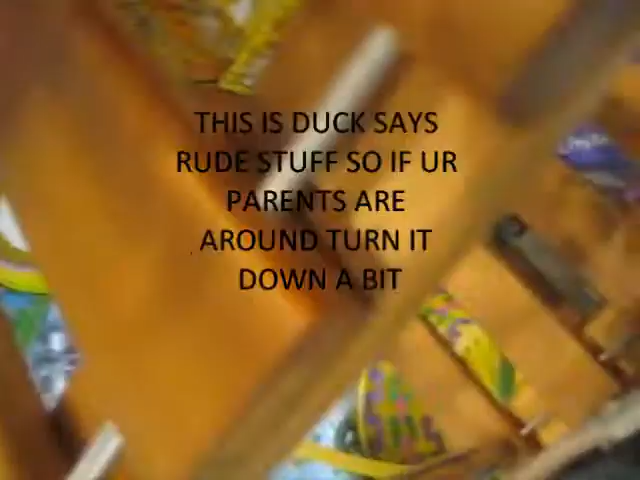 THIS IS DUCK SAYS
RUDE STUFF SO IF UR
PARENTS ARE
AROUND TURN IT
DOWN A BIT